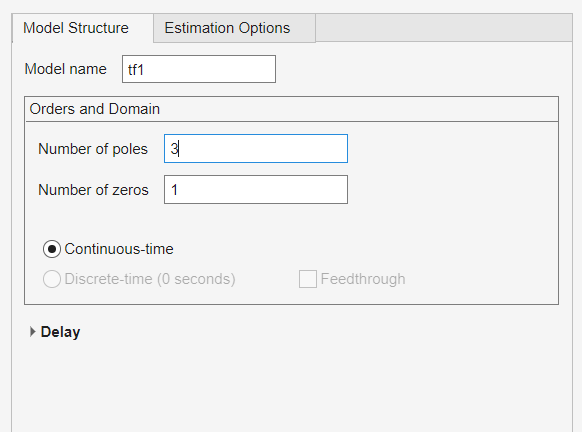 Model Structure
Estimation Options
Model name tf1
Orders and Domain
Number of poles 3
Number of zeros 1
Continuous-time
Discrete-time (0 seconds) Feedthrough
Delay